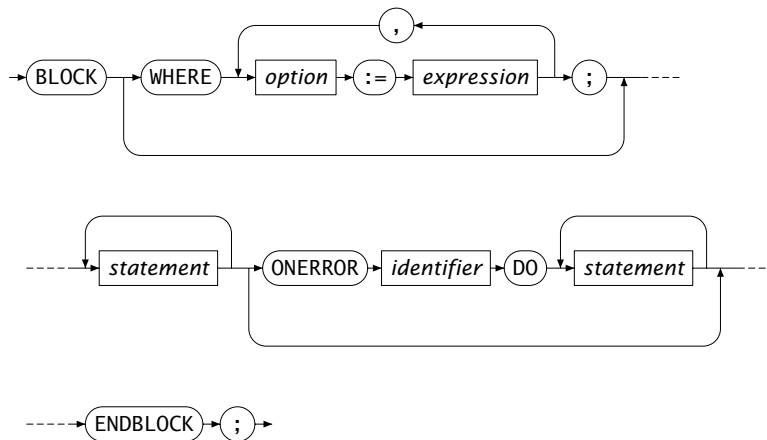 ,
BLOCK WHERE option := expression ;
statement ONERROR identifier DO statement
ENDBLOCK ;